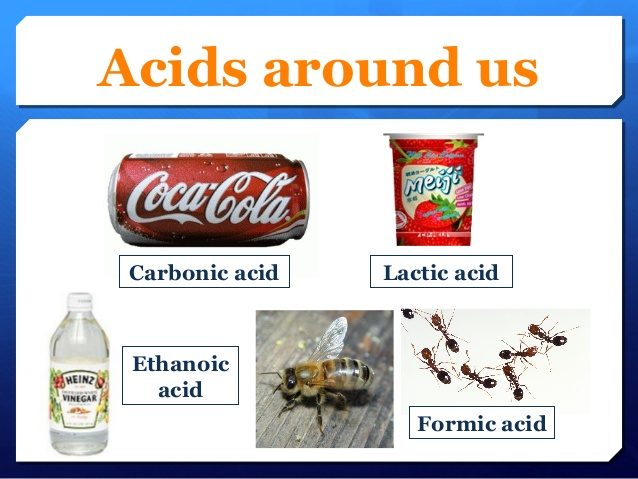 Acids around us
Coca-Cola
meiji
Carbonic acid
Lactic acid
HEINZ
VINEGAR
Ethanoic
acid
Formic acid